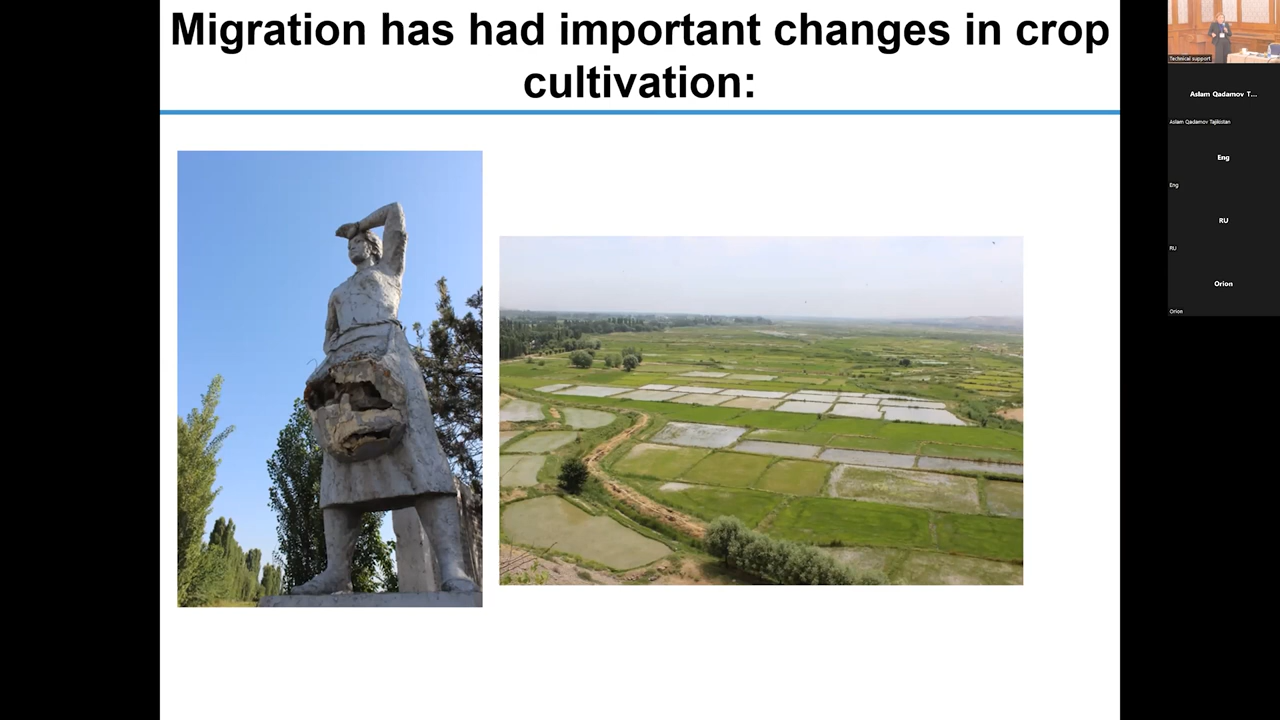 Migration has had important changes in crop
cultivation:
Technical support
Aslam Qadamov T...
Aslam Qadamov Tajikistan
Eng
Eng
RU
RU
Orion
Orion